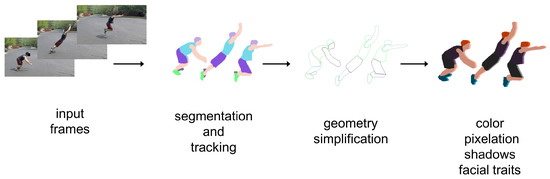 input
frames
segmentation
and
tracking
geometry
simplification
color
pixelation
shadows
facial traits